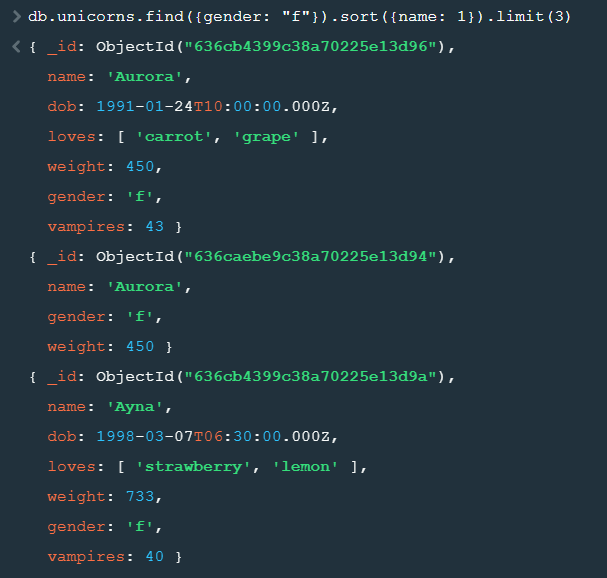 > db.unicorns.find({gender: "f"}).sort({name: 1}).limit(3)
< { _id: ObjectId("636cb4399c38a70225e13d96"),
name: 'Aurora',
dob: 1991-01-24T10:00:00.000Z,
loves: [ 'carrot', 'grape' ],
weight: 450,
gender: 'f',
vampires: 43 }
{ _id: ObjectId("636caebe9c38a70225e13d94"),
name: 'Aurora',
gender: 'f',
weight: 450 }
{ _id: ObjectId("636cb4399c38a70225e13d9a"),
name: 'Ayna',
dob: 1998-03-07T06:30:00.000Z,
loves: [ 'strawberry', 'lemon' ],
weight: 733,
gender: 'f',
vampires: 40 }